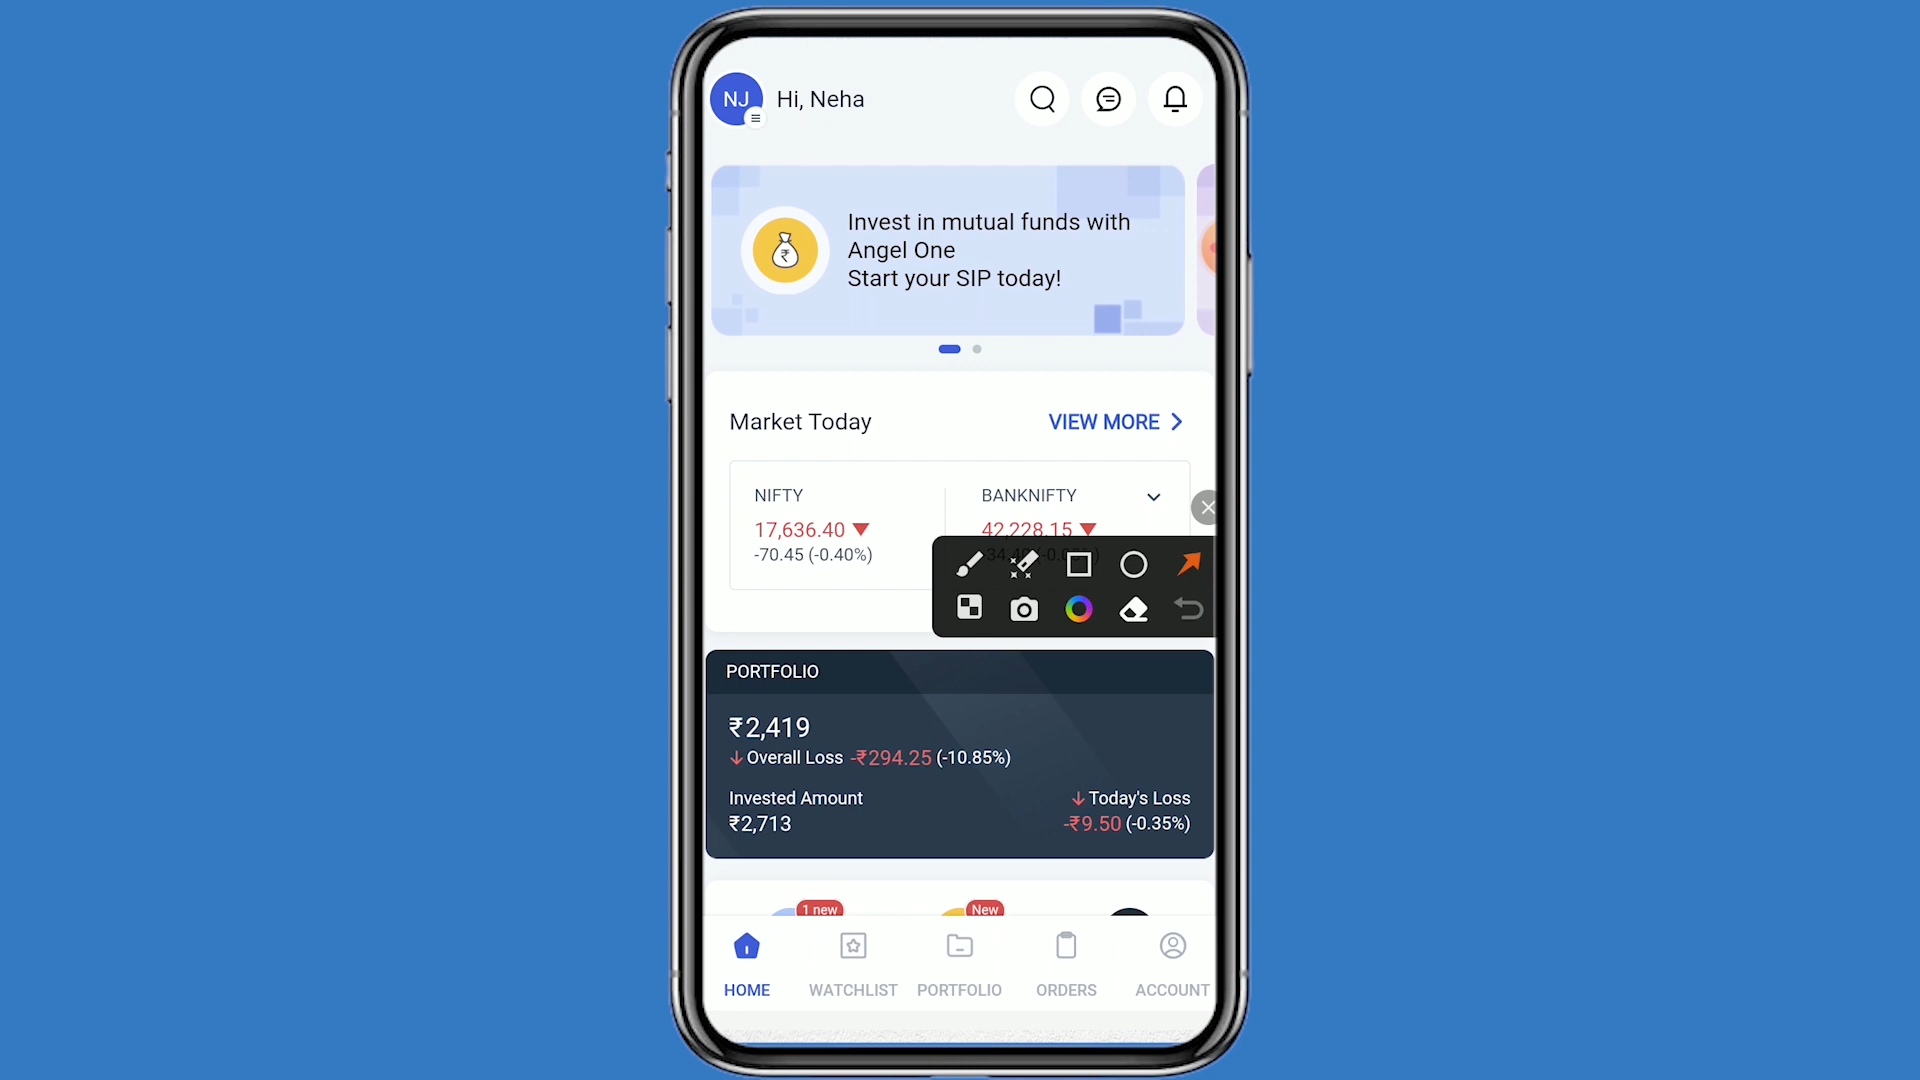 NJ
Hi, Neha
Invest in mutual funds with
Angel One
Start your SIP today!
Market Today
VIEW MORE
NIFTY
BANKNIFTY
17,636.40
42,228.15
-70.45 (-0.40%)
PORTFOLIO
₹2,419
Overall Loss -₹294.25 (-10.85%)
Invested Amount
Today's Loss
₹2,713
-₹9.50 (-0.35%)
1 new
New
HOME
WATCHLIST
PORTFOLIO
ORDERS
ACCOUNT